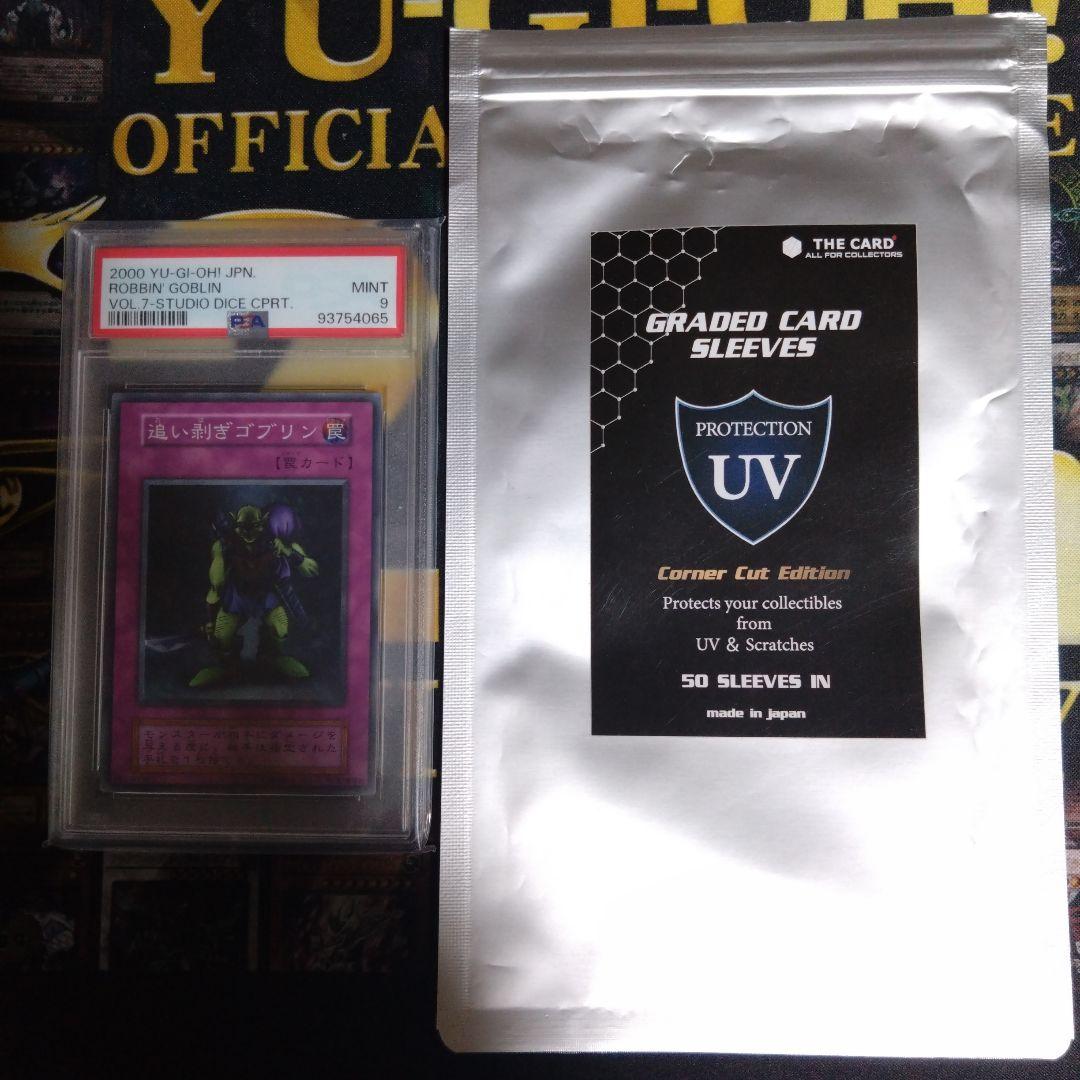 YU-GI-OH!
OFFICIA
E
2000 YU-GI-OH! JPN.
ROBBIN' GOBLIN MINT
VOL.7-STUDIO DICE CPRT. 9
PSA 93754065
追い剥ぎゴブリン 罠
【罠カード】
THE CARD
ALL FOR COLLECTORS
GRADED CARD
SLEEVES
PROTECTION
UV
Corner Cut Edition
Protects your collectibles
from
UV & Scratches
50 SLEEVES IN
made in japan